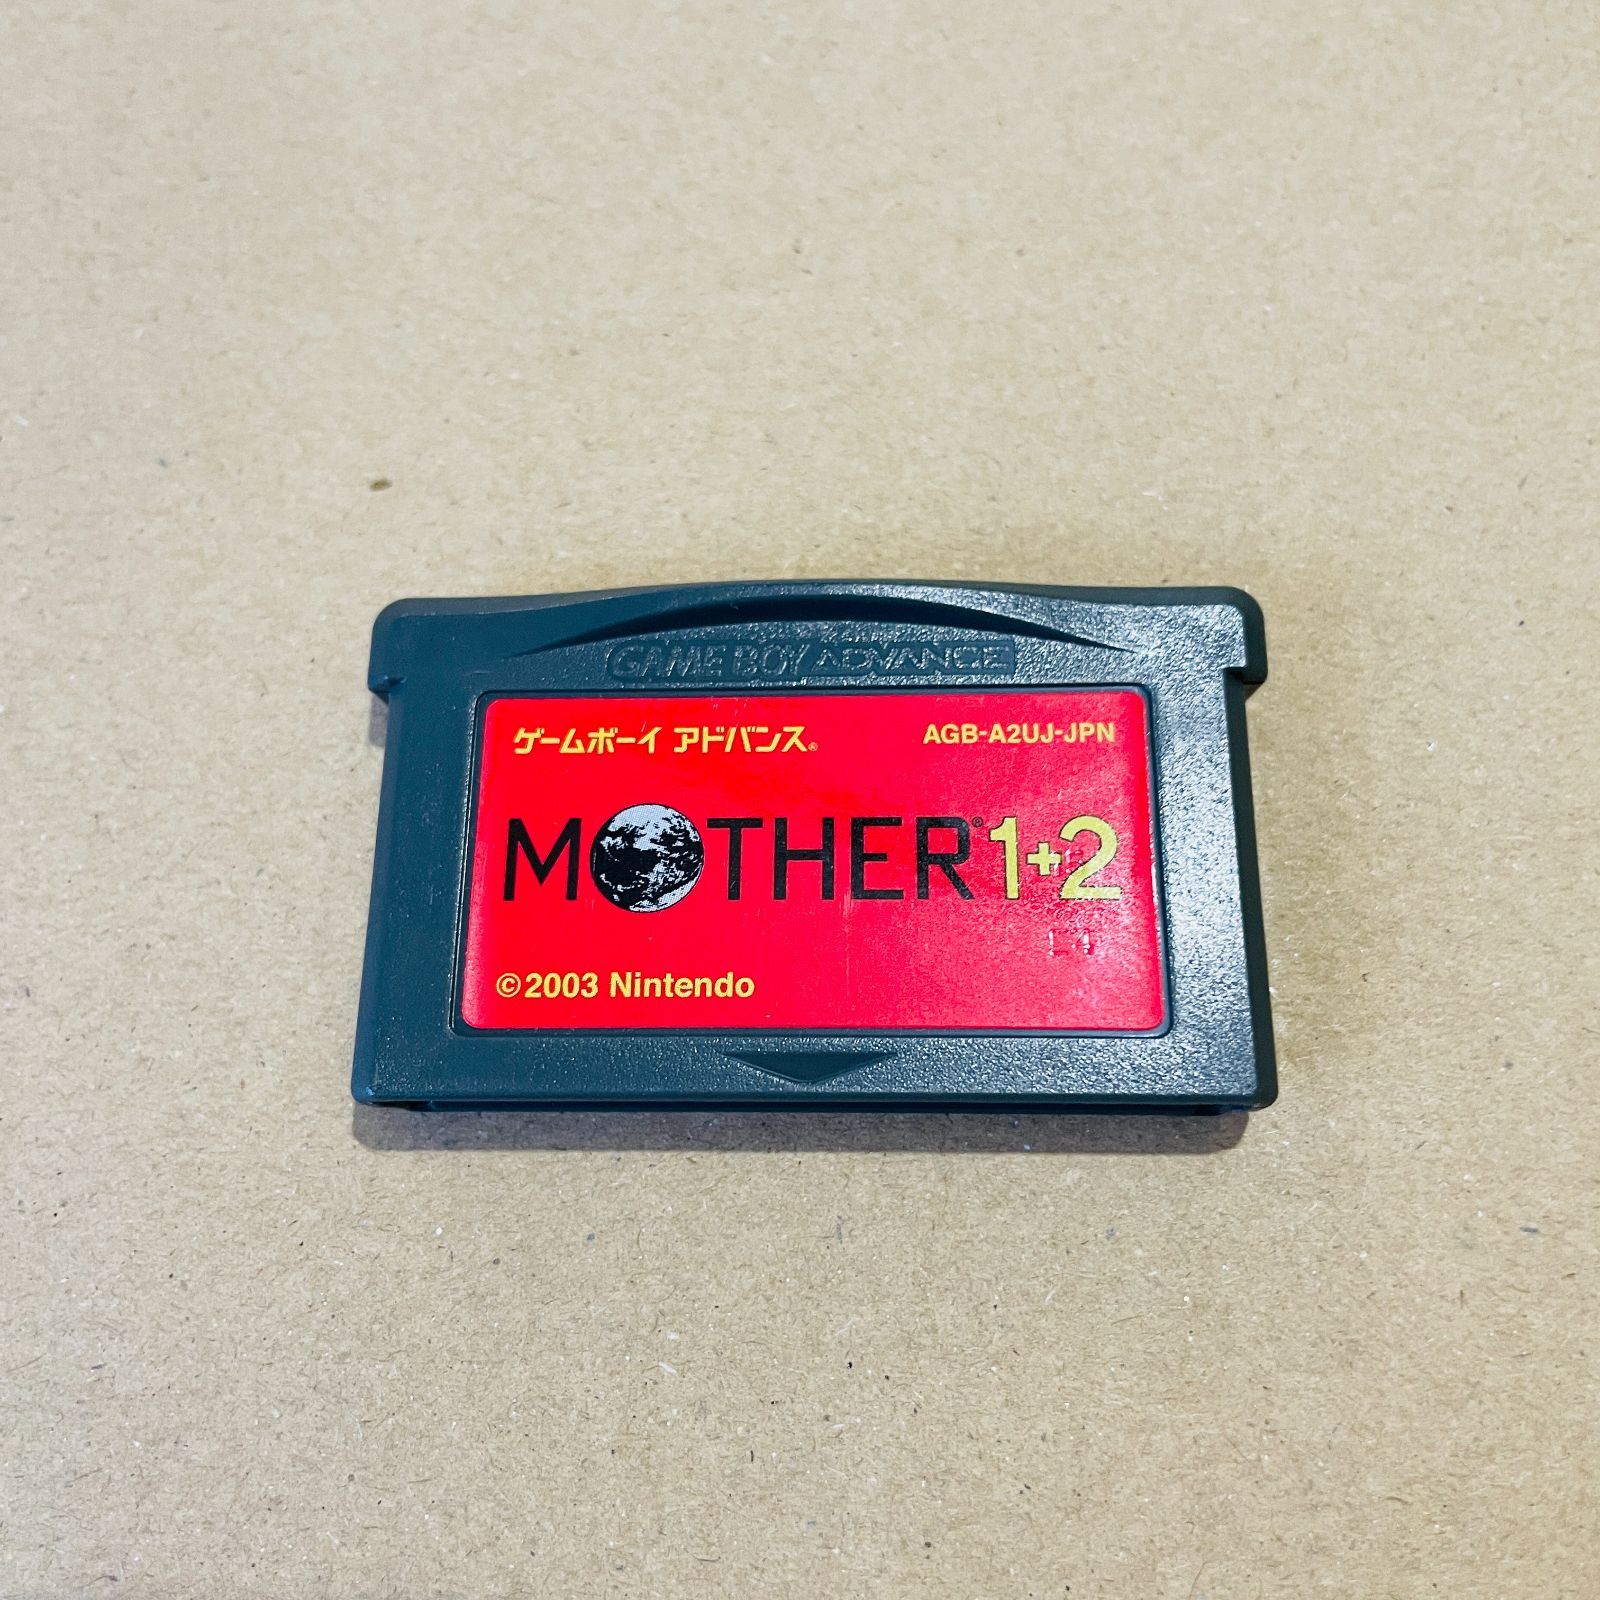 GAME BOY ADVANCE
ゲームボーイ アドバンス® AGB-A2UJ-JPN
MOTHER®1+2
14
©2003 Nintendo